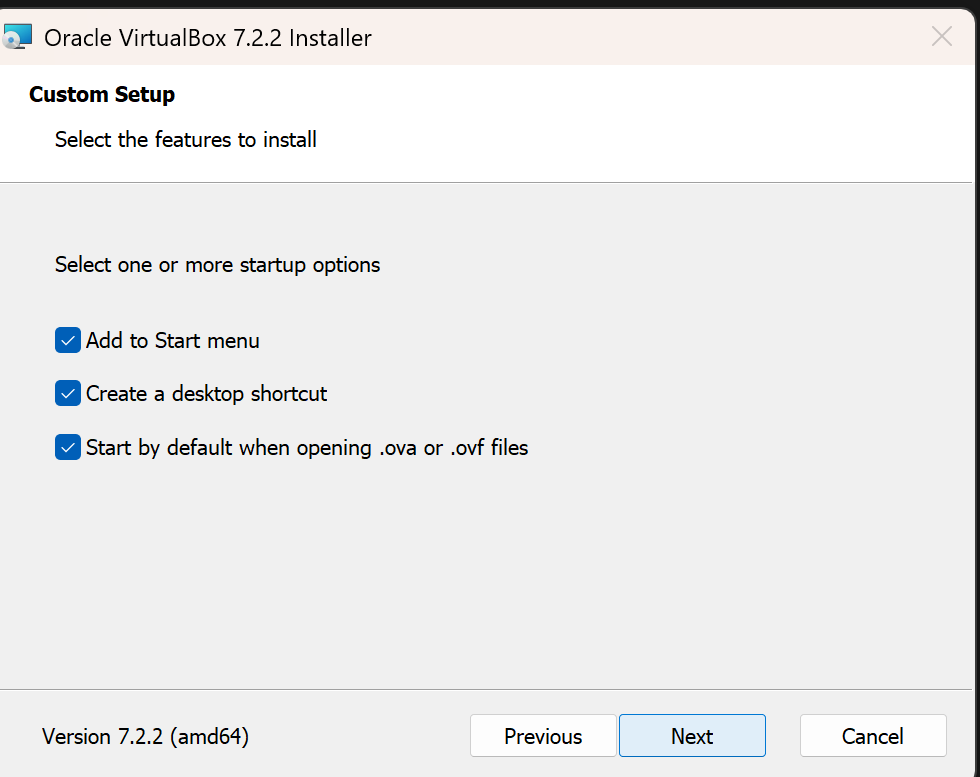 Oracle VirtualBox 7.2.2 Installer
Custom Setup
Select the features to install
Select one or more startup options
Add to Start menu
Create a desktop shortcut
Start by default when opening .ova or .ovf files
Version 7.2.2 (amd64)
Previous
Next
Cancel